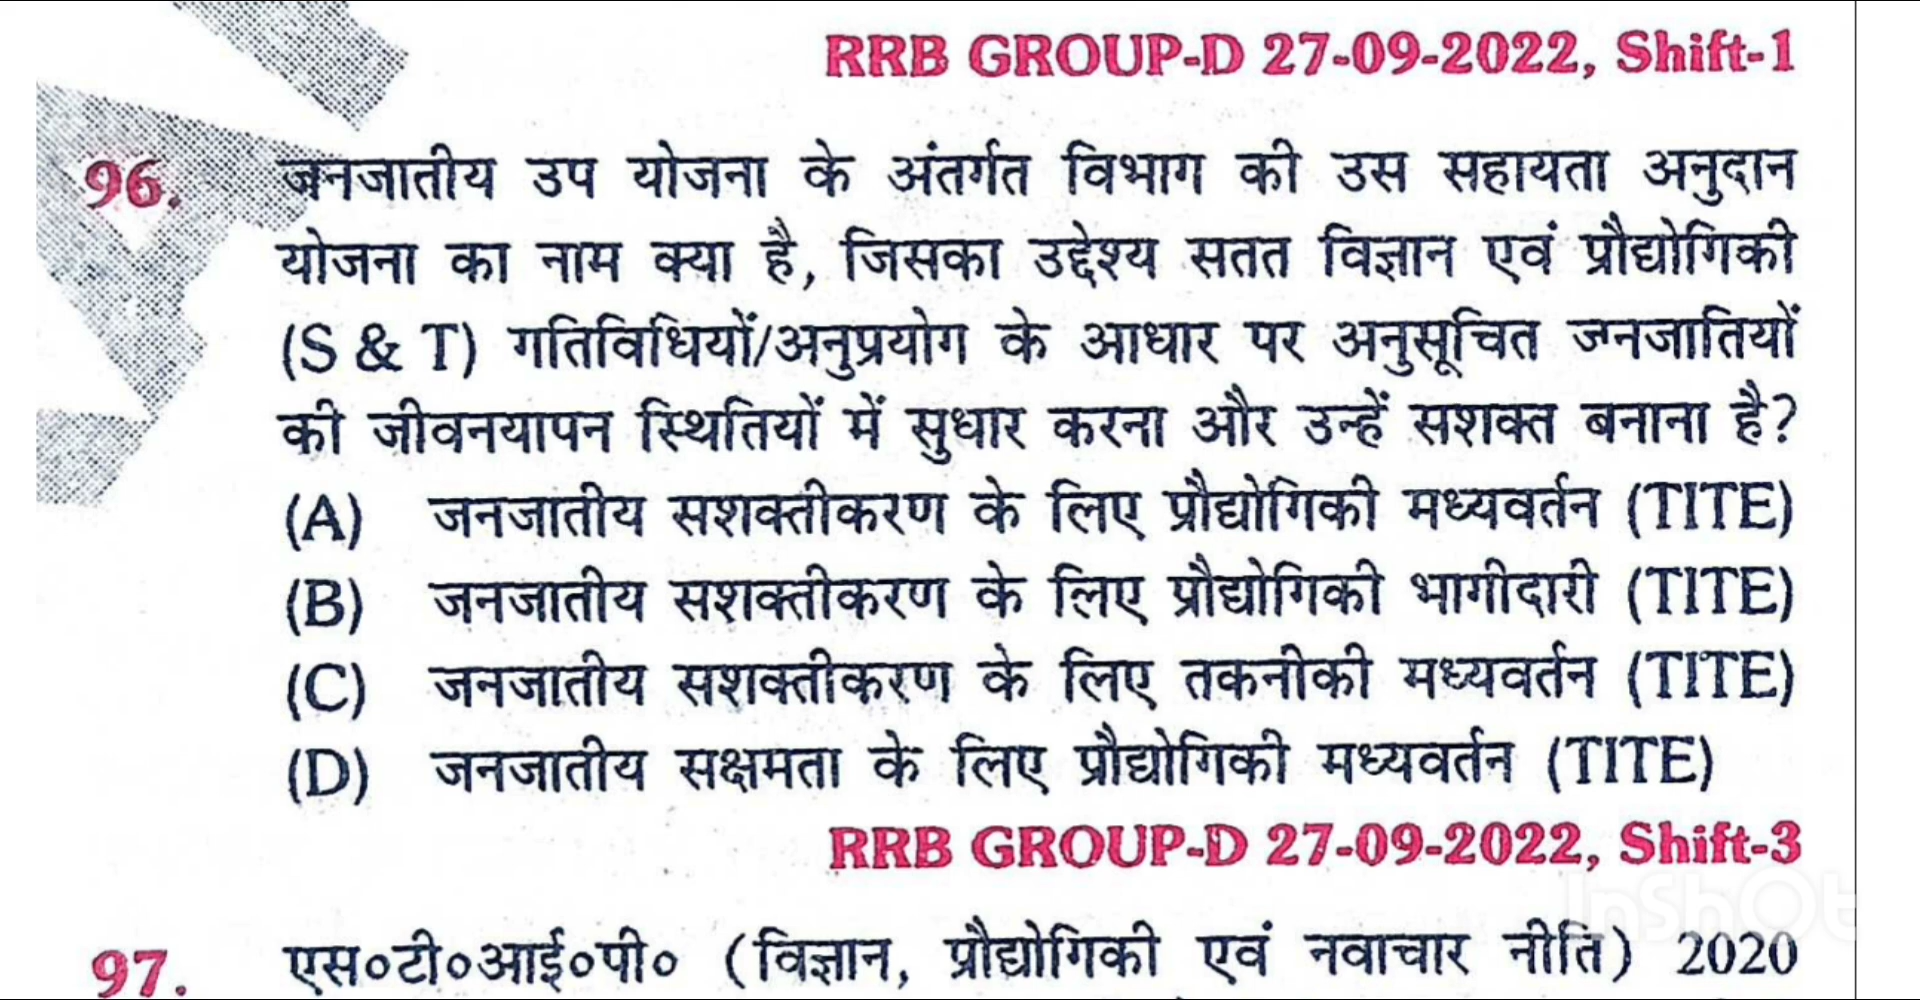 RRB GROUP-D 27-09-2022, Shift-1
96. जनजातीय उप योजना के अंतर्गत विभाग की उस सहायता अनुदान
योजना का नाम क्या है, जिसका उद्देश्य सतत विज्ञान एवं प्रौद्योगिकी
(S & T) गतिविधियों/अनुप्रयोग के आधार पर अनुसूचित जनजातियों
की जीवनयापन स्थितियों में सुधार करना और उन्हें सशक्त बनाना है?
(A) जनजातीय सशक्तीकरण के लिए प्रौद्योगिकी मध्यवर्तन (TITE)
(B) जनजातीय सशक्तीकरण के लिए प्रौद्योगिकी भागीदारी (TITE)
(C) जनजातीय सशक्तीकरण के लिए तकनीकी मध्यवर्तन (TITE)
(D) जनजातीय सक्षमता के लिए प्रौद्योगिकी मध्यवर्तन (TITE)
RRB GROUP-D 27-09-2022, Shift-3
InShOt
97. एस०टी०आई०पी० (विज्ञान, प्रौद्योगिकी एवं नवाचार नीति) 2020